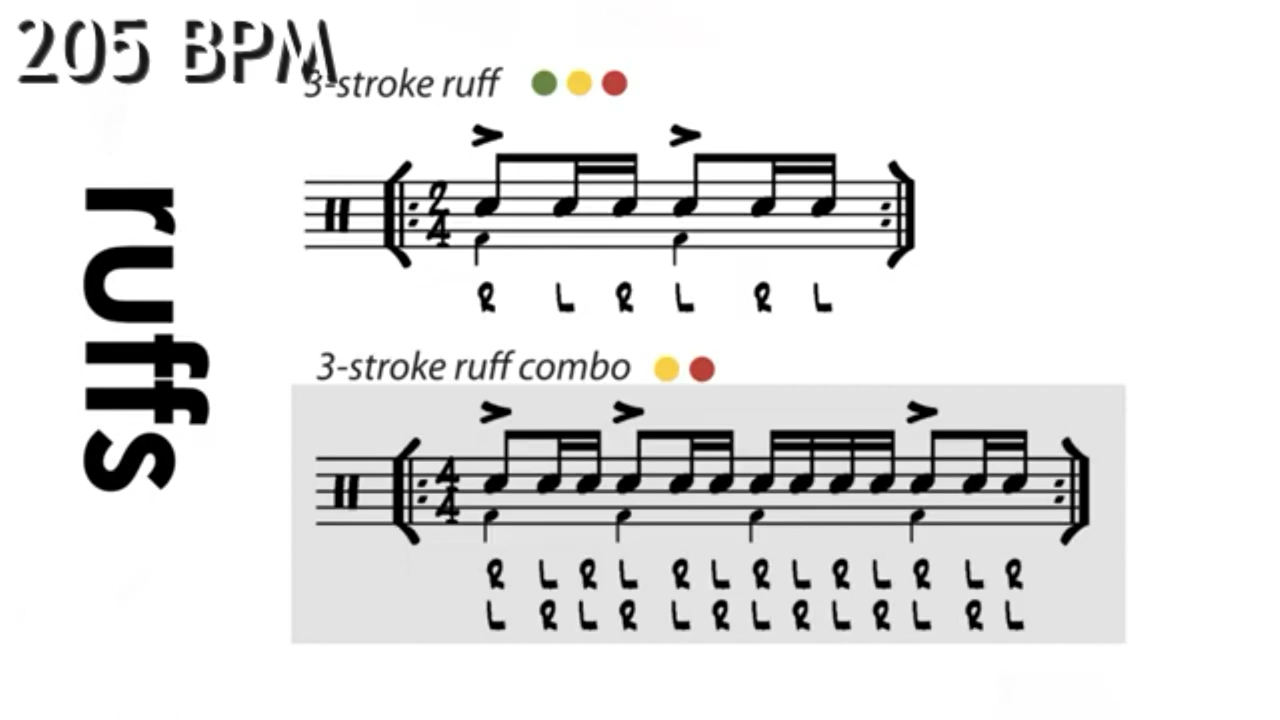 205 BPM
3-stroke ruff
ruffs
2
4
R L R L R L
3-stroke ruff combo
4
4
R L R L R L R L R L R L R
L R L R L R L R L R L R L